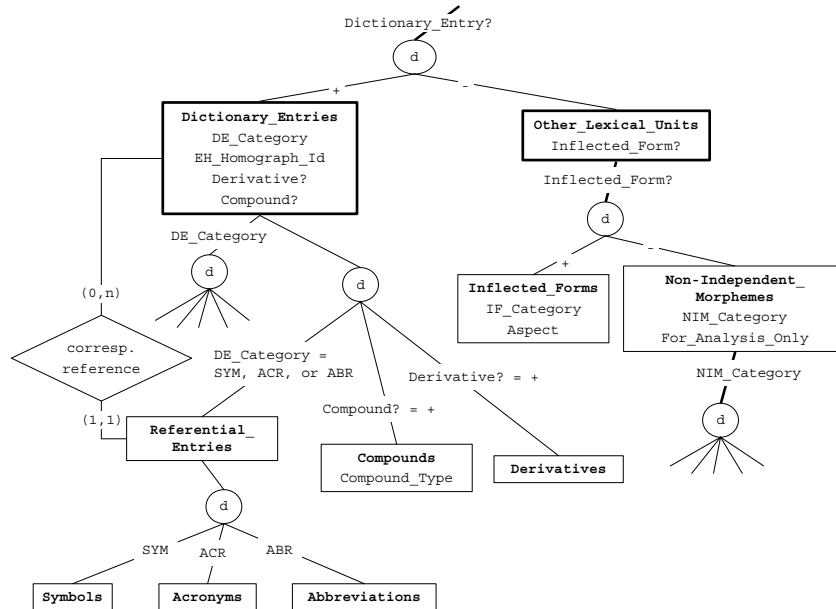 Dictionary_Entry?
d
+
-
Dictionary_Entries
DE_Category
EH_Homograph_Id
Derivative?
Compound?
Other_Lexical_Units
Inflected_Form?
Inflected_Form?
d
DE_Category
d
d
+
-
Inflected_Forms
IF_Category
Aspect
Non-Independent_
Morphemes
NIM_Category
For_Analysis_Only
(0,n)
corresp.
reference
(1,1)
DE_Category =
SYM, ACR, or ABR
Derivative? = +
Compound? = +
NIM_Category
d
Referential_
Entries
Compounds
Compound_Type
Derivatives
d
SYM
ACR
ABR
Symbols
Acronyms
Abbreviations